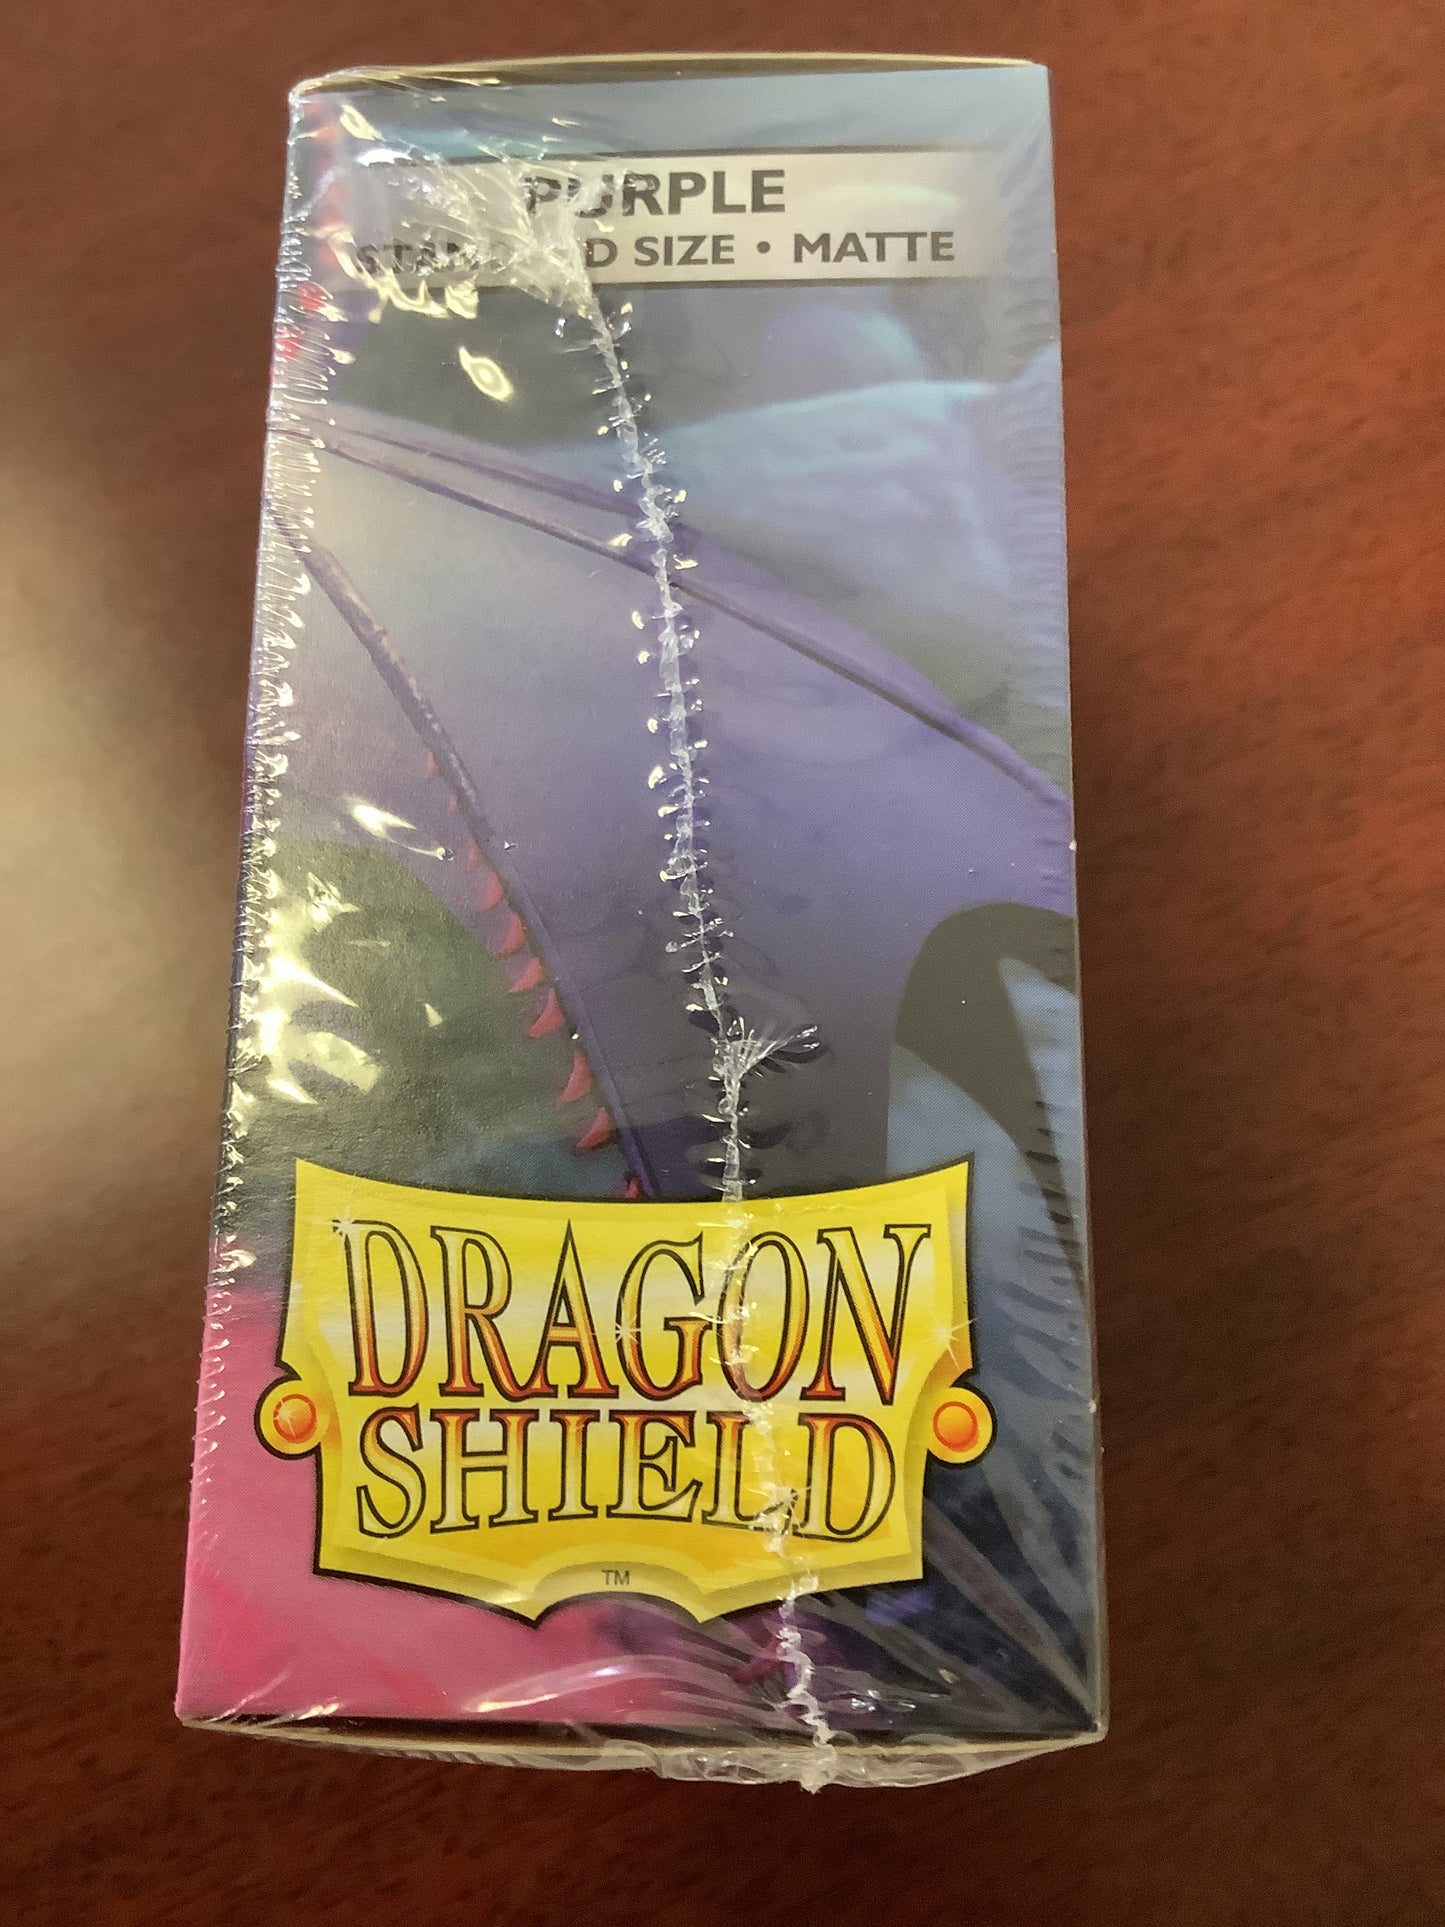 PURPLE
STANDARD SIZE • MATTE
DRAGON
SHIELD
TM